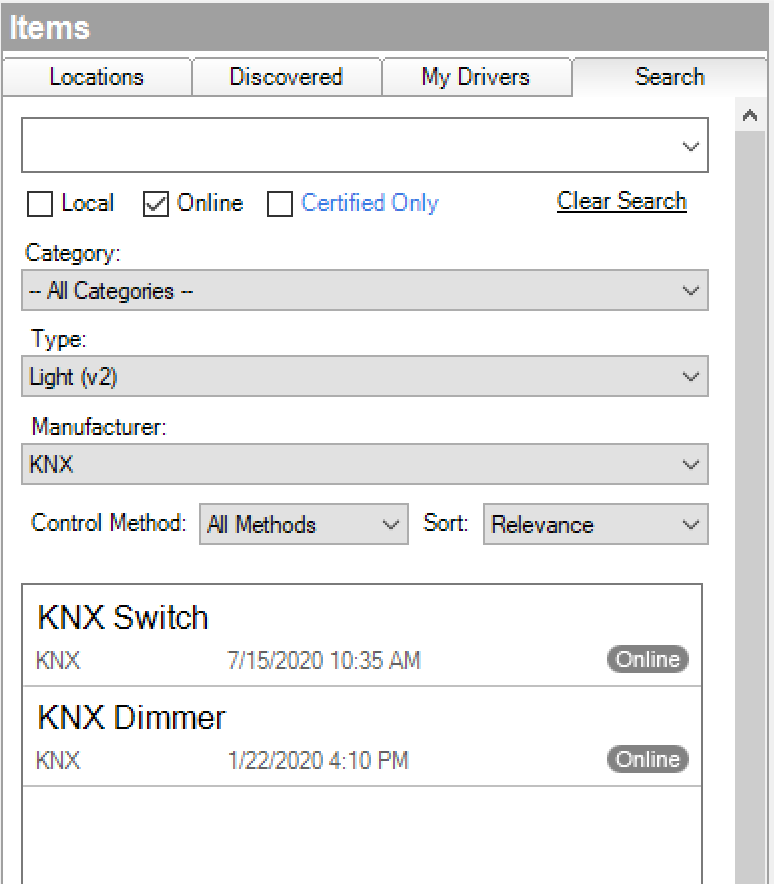 Items
Locations Discovered My Drivers Search
Local Online Certified Only Clear Search
Category:
-- All Categories --
Type:
Light (v2)
Manufacturer:
KNX
Control Method: All Methods Sort: Relevance
KNX Switch
KNX 7/15/2020 10:35 AM Online
KNX Dimmer
KNX 1/22/2020 4:10 PM Online